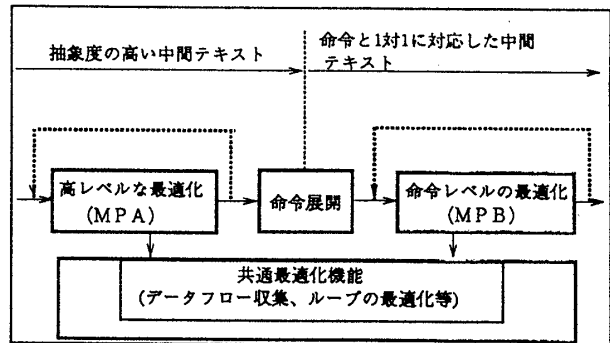 抽象度の高い中間テキスト
命令と1対1に対応した中間
テキスト
高レベルな最適化
(MPA)
命令展開
命令レベルの最適化
(MPB)
共通最適化機能
(データフロー収集、ループの最適化等)